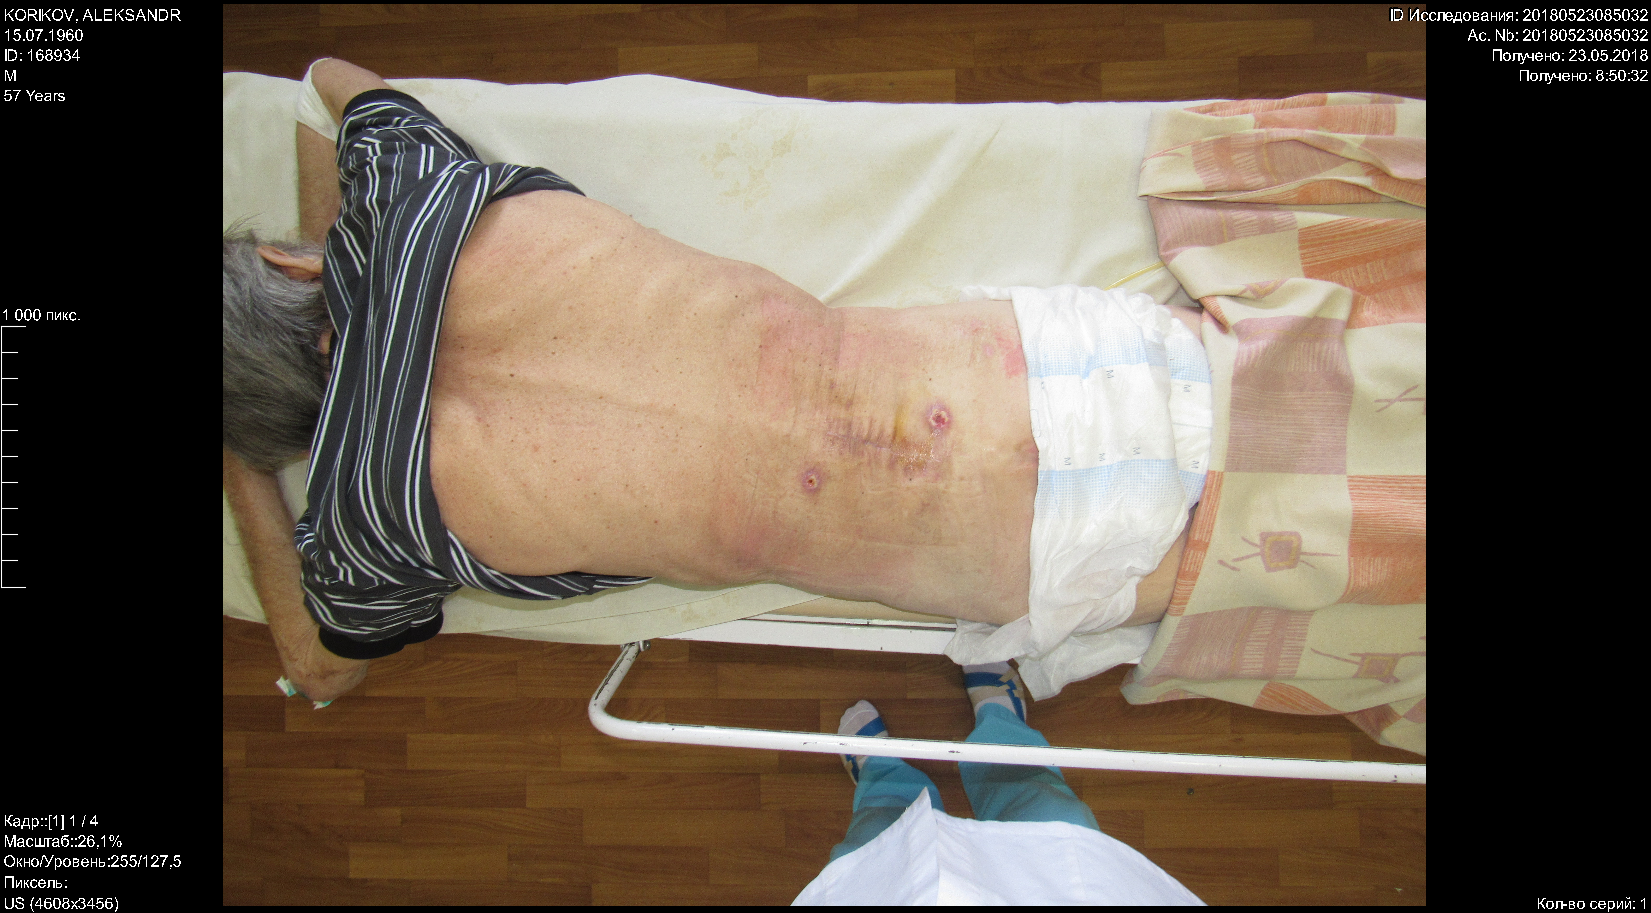 KORIKOV, ALEKSANDR
15.07.1960
ID: 168934
M
57 Years
ID Исследования: 20180523085032
Ac. Nb: 20180523085032
Получено: 23.05.2018
Получено: 8:50:32
1 000 пикс.
M
M
M
M
M
M
M
Кадр::[1] 1 / 4
Масштаб::26,1%
Окно/Уровень:255/127,5
Пиксель:
US (4608x3456)
Кол-во серий: 1